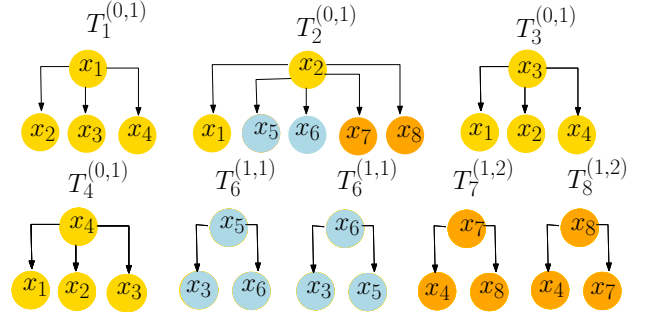 T_1^{(0,1)} T_2^{(0,1)} T_3^{(0,1)}
x_1 x_2 x_3
x_2 x_3 x_4 x_1 x_5 x_6 x_7 x_8 x_1 x_2 x_4
T_4^{(0,1)} T_6^{(1,1)} T_6^{(1,1)} T_7^{(1,2)} T_8^{(1,2)}
x_4 x_5 x_6 x_7 x_8
x_1 x_2 x_3 x_3 x_6 x_3 x_5 x_4 x_8 x_4 x_7